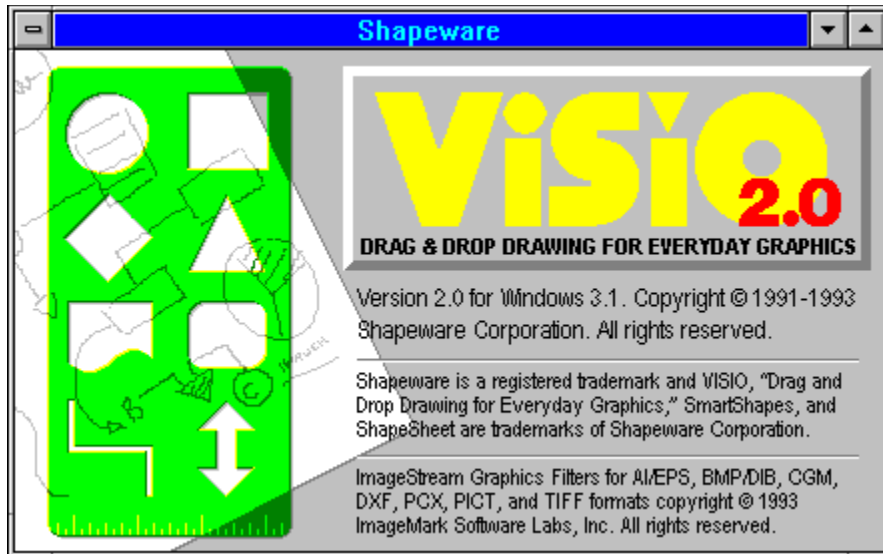 Shapeware
ViSiO
2.0
DRAG & DROP DRAWING FOR EVERYDAY GRAPHICS
Version 2.0 for Windows 3.1. Copyright © 1991-1993
Shapeware Corporation. All rights reserved.
Shapeware is a registered trademark and VISIO, “Drag and
Drop Drawing for Everyday Graphics,” SmartShapes, and
ShapeSheet are trademarks of Shapeware Corporation.
ImageStream Graphics Filters for AI/EPS, BMP/DIB, CGM,
DXF, PCX, PICT, and TIFF formats copyright © 1993
ImageMark Software Labs, Inc. All rights reserved.
B
C